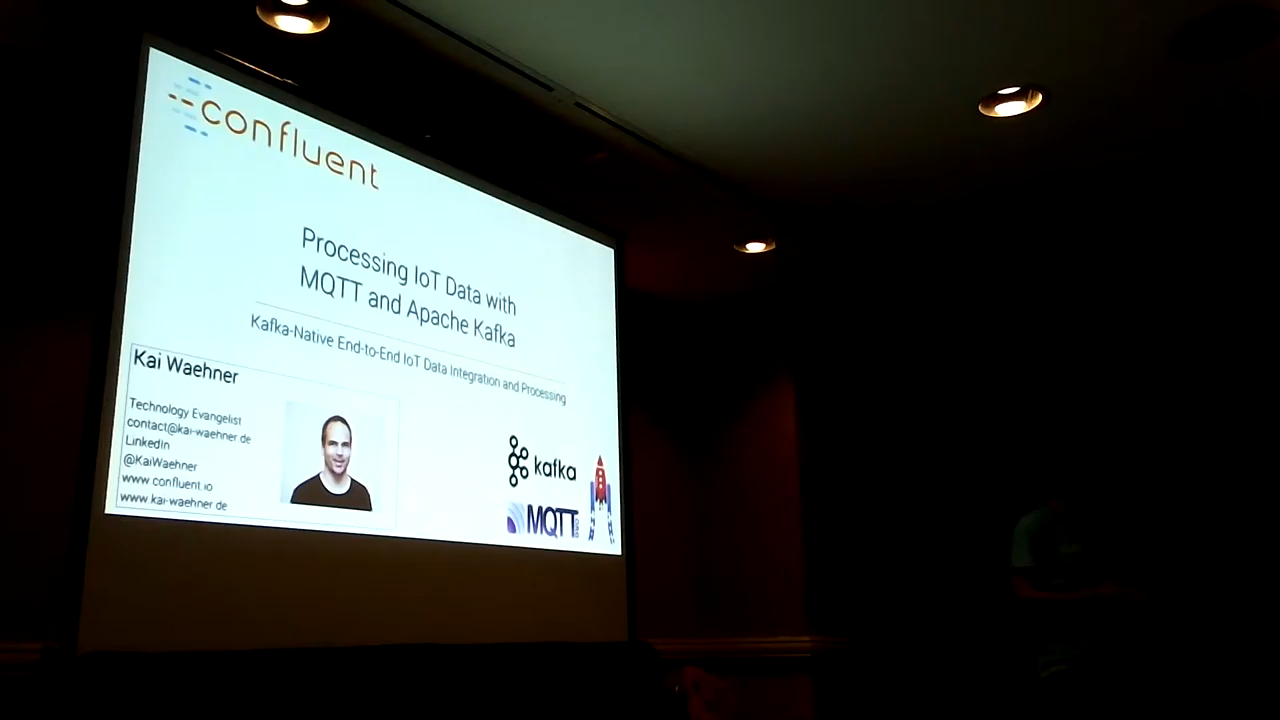 confluent
Processing IoT Data with
MQTT and Apache Kafka
Kafka-Native End-to-End IoT Data Integration and Processing
Kai Waehner
Technology Evangelist
contact@kai-waehner.de
LinkedIn
@KaiWaehner
www.confluent.io
www.kai-waehner.de
kafka
MQTT
.ORG